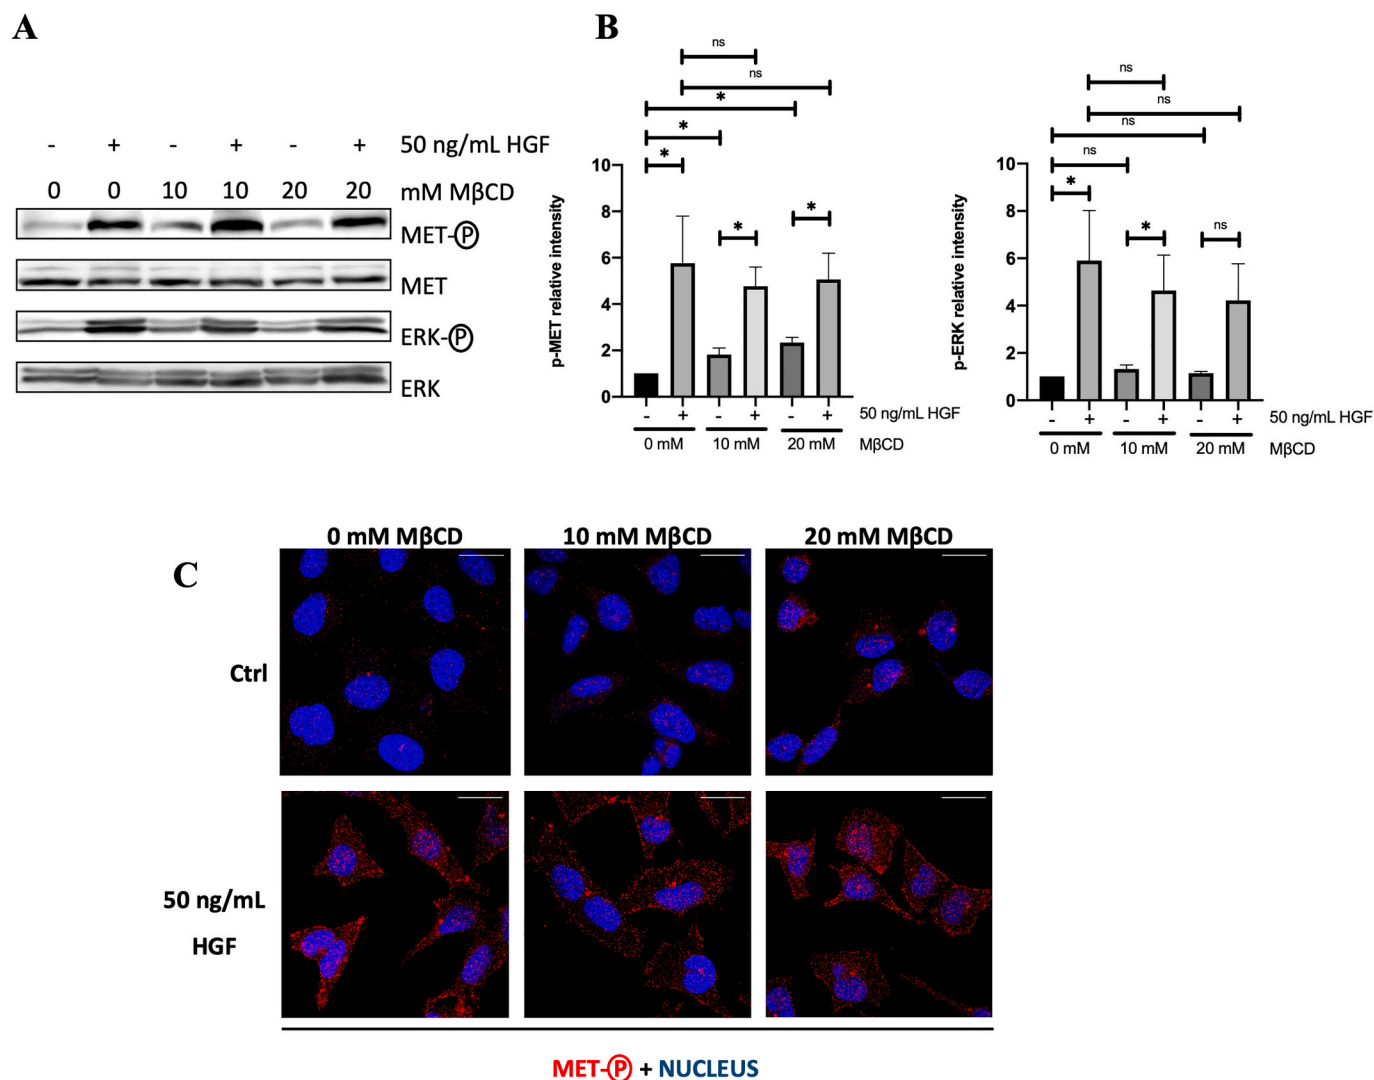 A
- + - + - + 50 ng/mL HGF
0 0 10 10 20 20 mM MβCD
MET-Ⓟ
MET
ERK-Ⓟ
ERK
B
ns
ns
*
*
*
*
*
p-MET relative intensity
10
8
6
4
2
0
- + - + - + 50 ng/mL HGF
0 mM 10 mM 20 mM MβCD
ns
ns
ns
ns
*
*
ns
p-ERK relative intensity
10
8
6
4
2
0
- + - + - + 50 ng/mL HGF
0 mM 10 mM 20 mM MβCD
C
0 mM MβCD 10 mM MβCD 20 mM MβCD
Ctrl
50 ng/mL
HGF
MET-Ⓟ + NUCLEUS